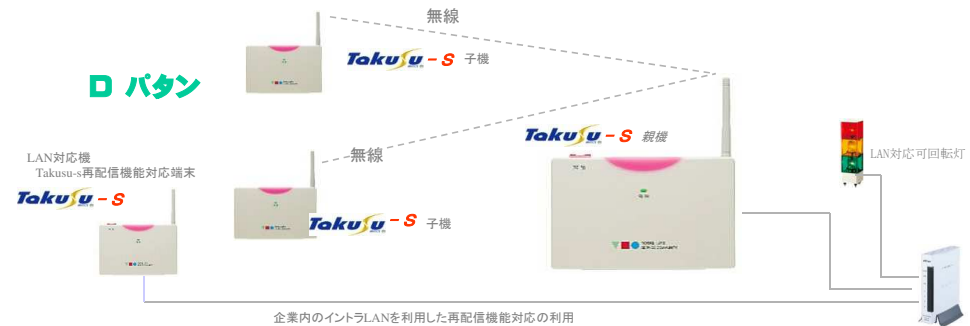 無線
Takusu-S 子機
D パタン
Takusu-S 親機
LAN対応可回転灯
無線
LAN対応機
Takusu-s再配信機能対応端末
Takusu-S
Takusu-S 子機
企業内のイントラLANを利用した再配信機能対応の利用